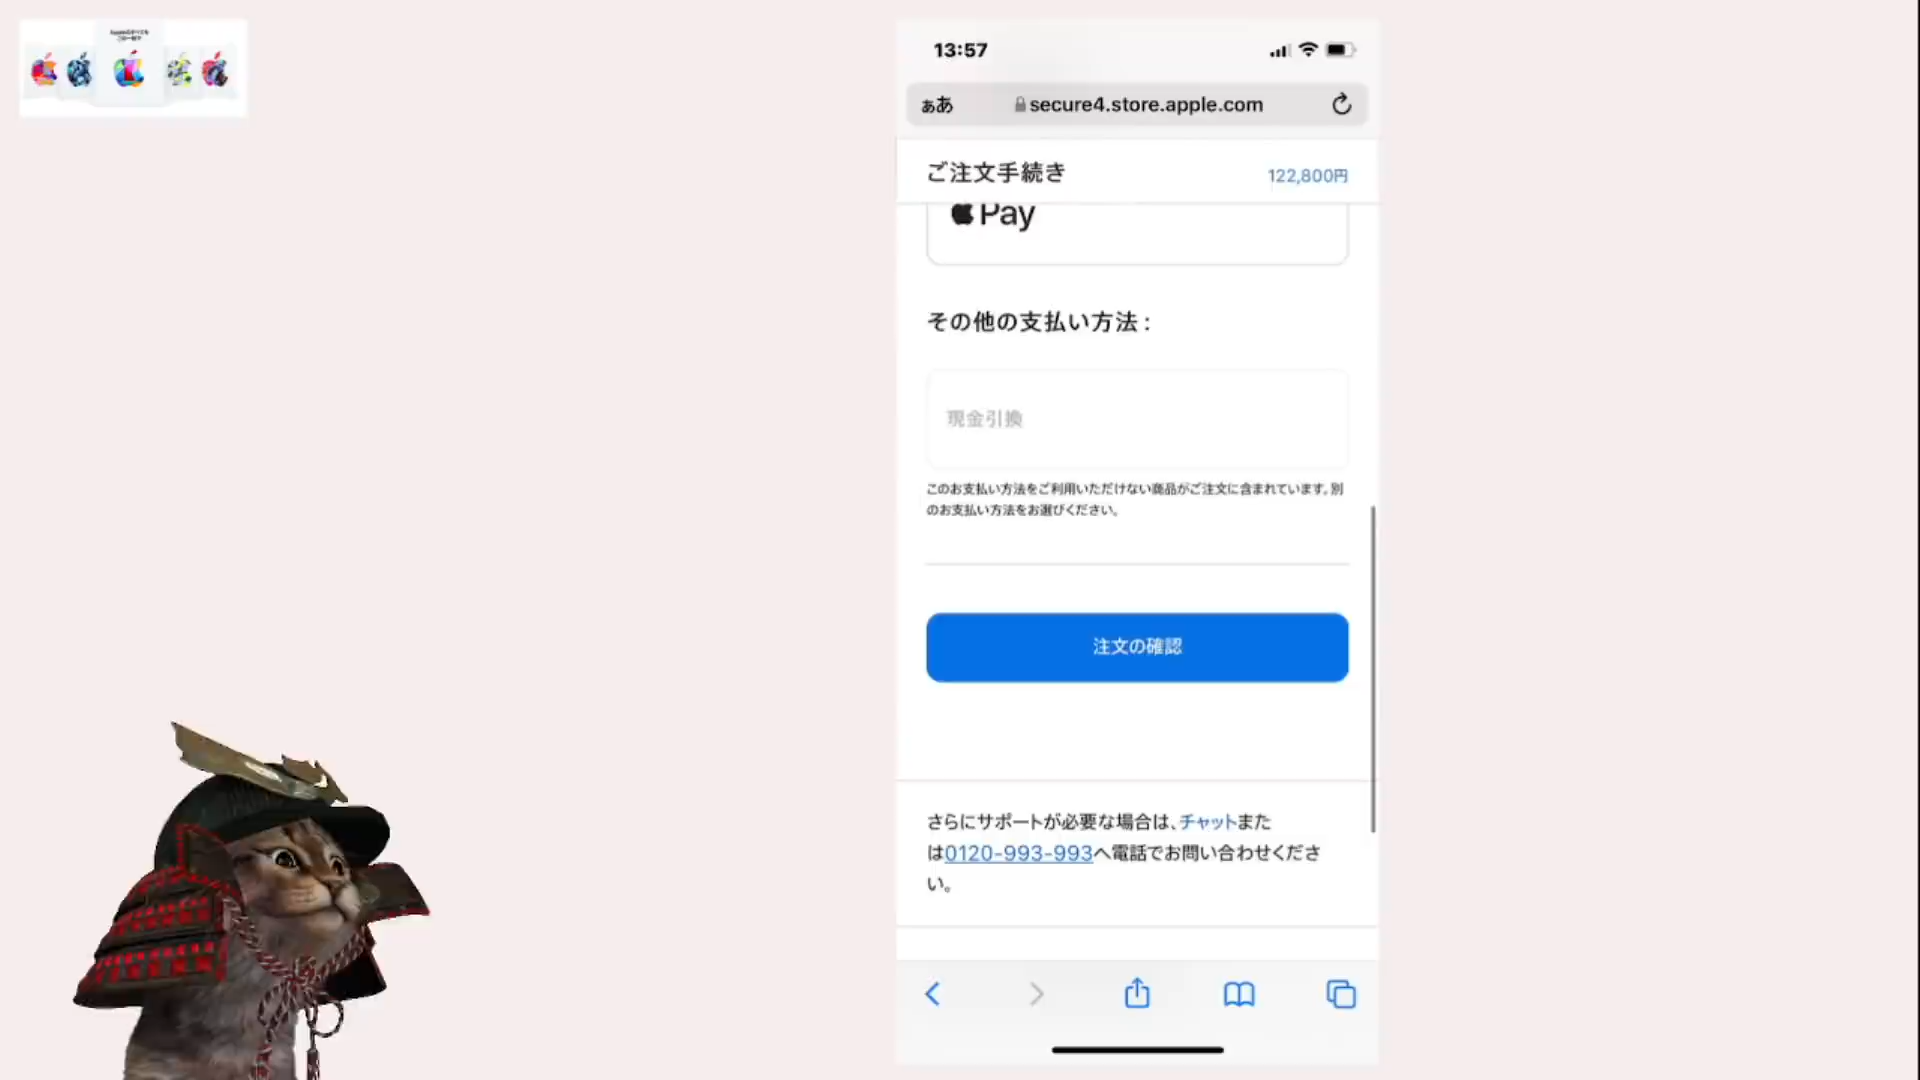 13:57
ぁあ
secure4.store.apple.com
ご注文手続き
122,800円
Pay
その他の支払い方法 :
現金引換
このお支払い方法をご利用いただけない商品がご注文に含まれています。別
のお支払い方法をお選びください。
注文の確認
さらにサポートが必要な場合は、チャットまた
は0120-993-993へ電話でお問い合わせくださ
い。